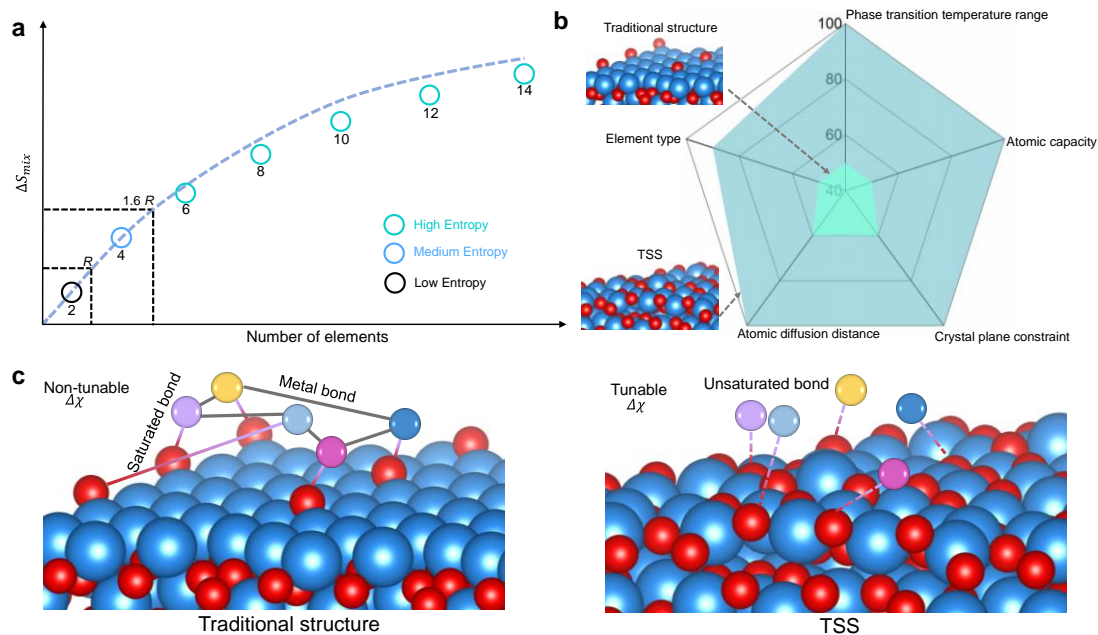 a
ΔS_mix
1.6 R
R
2
4
6
8
10
12
14
High Entropy
Medium Entropy
Low Entropy
Number of elements
b
Traditional structure
TSS
Phase transition temperature range
Atomic capacity
Crystal plane constraint
Atomic diffusion distance
Element type
100
80
60
40
c
Non-tunable
Δχ
Saturated bond
Metal bond
Traditional structure
Tunable
Δχ
Unsaturated bond
TSS